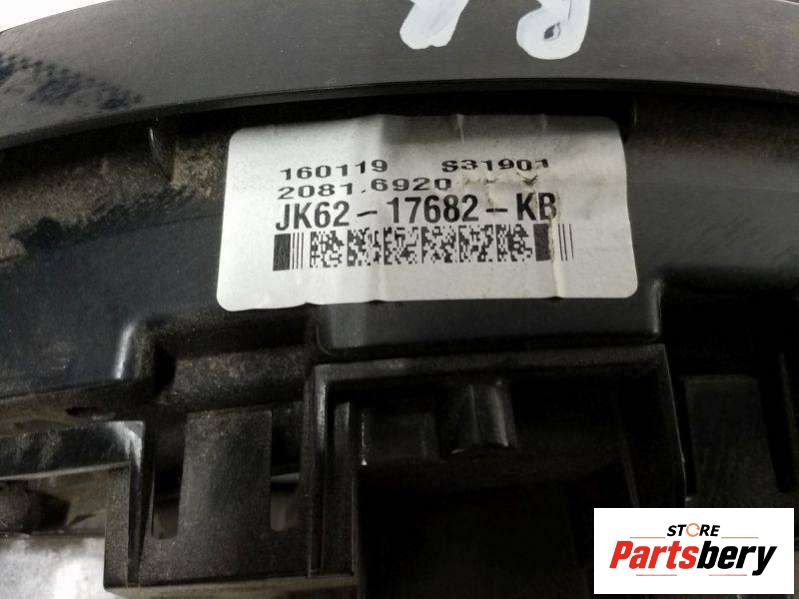 160119 S31901
2081.6920
JK62-17682-KB
STORE
Partsbery